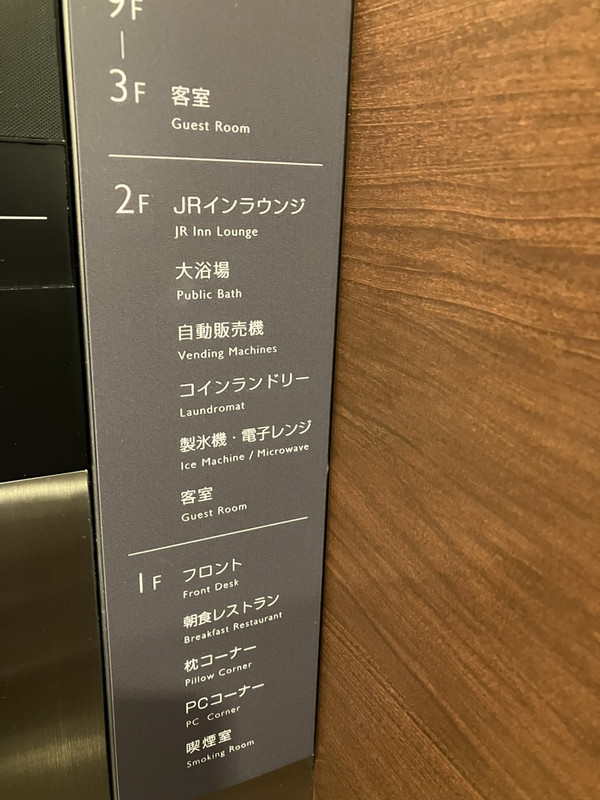 9F
|
3F 客室
Guest Room
2F JRインラウンジ
JR Inn Lounge
大浴場
Public Bath
自動販売機
Vending Machines
コインランドリー
Laundromat
製氷機・電子レンジ
Ice Machine / Microwave
客室
Guest Room
1F フロント
Front Desk
朝食レストラン
Breakfast Restaurant
枕コーナー
Pillow Corner
PCコーナー
PC Corner
喫煙室
Smoking Room